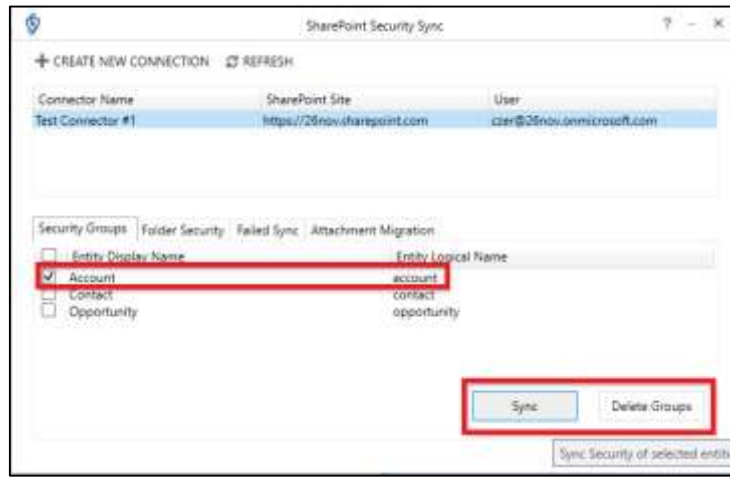 SharePoint Security Sync ? – ✕
+ CREATE NEW CONNECTION REFRESH
Connector Name SharePoint Site User
Test Connector #1 https://26nov.sharepoint.com czer@26nov.onmicrosoft.com
Security Groups Folder Security Failed Sync Attachment Migration
Entity Display Name Entity Logical Name
Account account
Contact contact
Opportunity opportunity
Sync Delete Groups
Sync Security of selected entiti